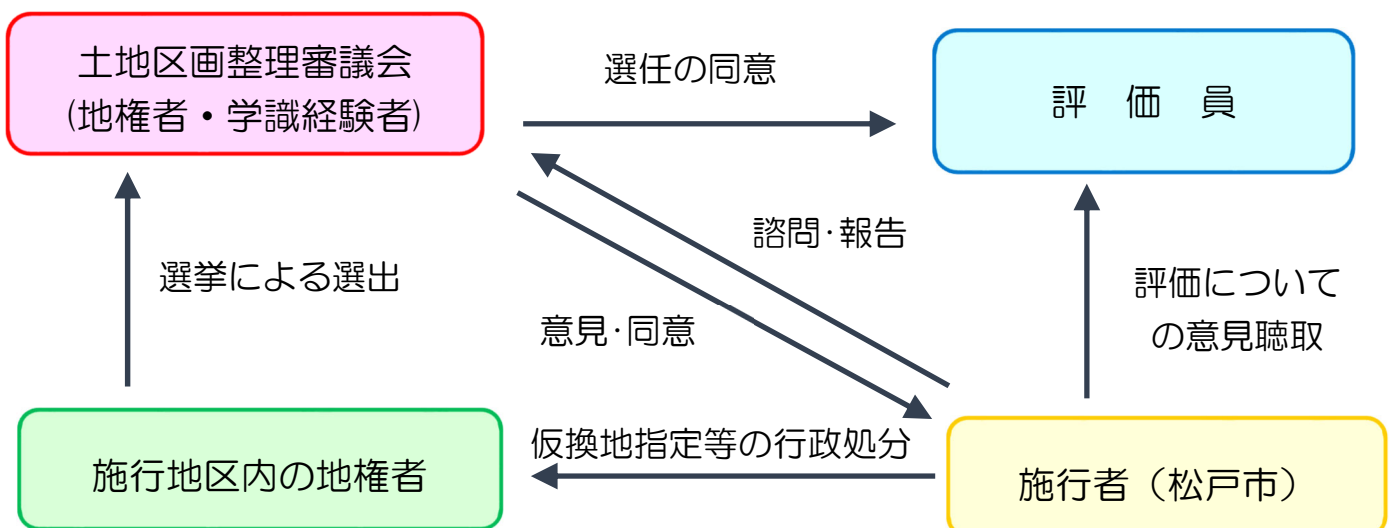 土地区画整理審議会
(地権者・学識経験者)
選任の同意
評　価　員
諮問･報告
選挙による選出
意見･同意
評価について
の意見聴取
仮換地指定等の行政処分
施行地区内の地権者
施行者（松戸市）